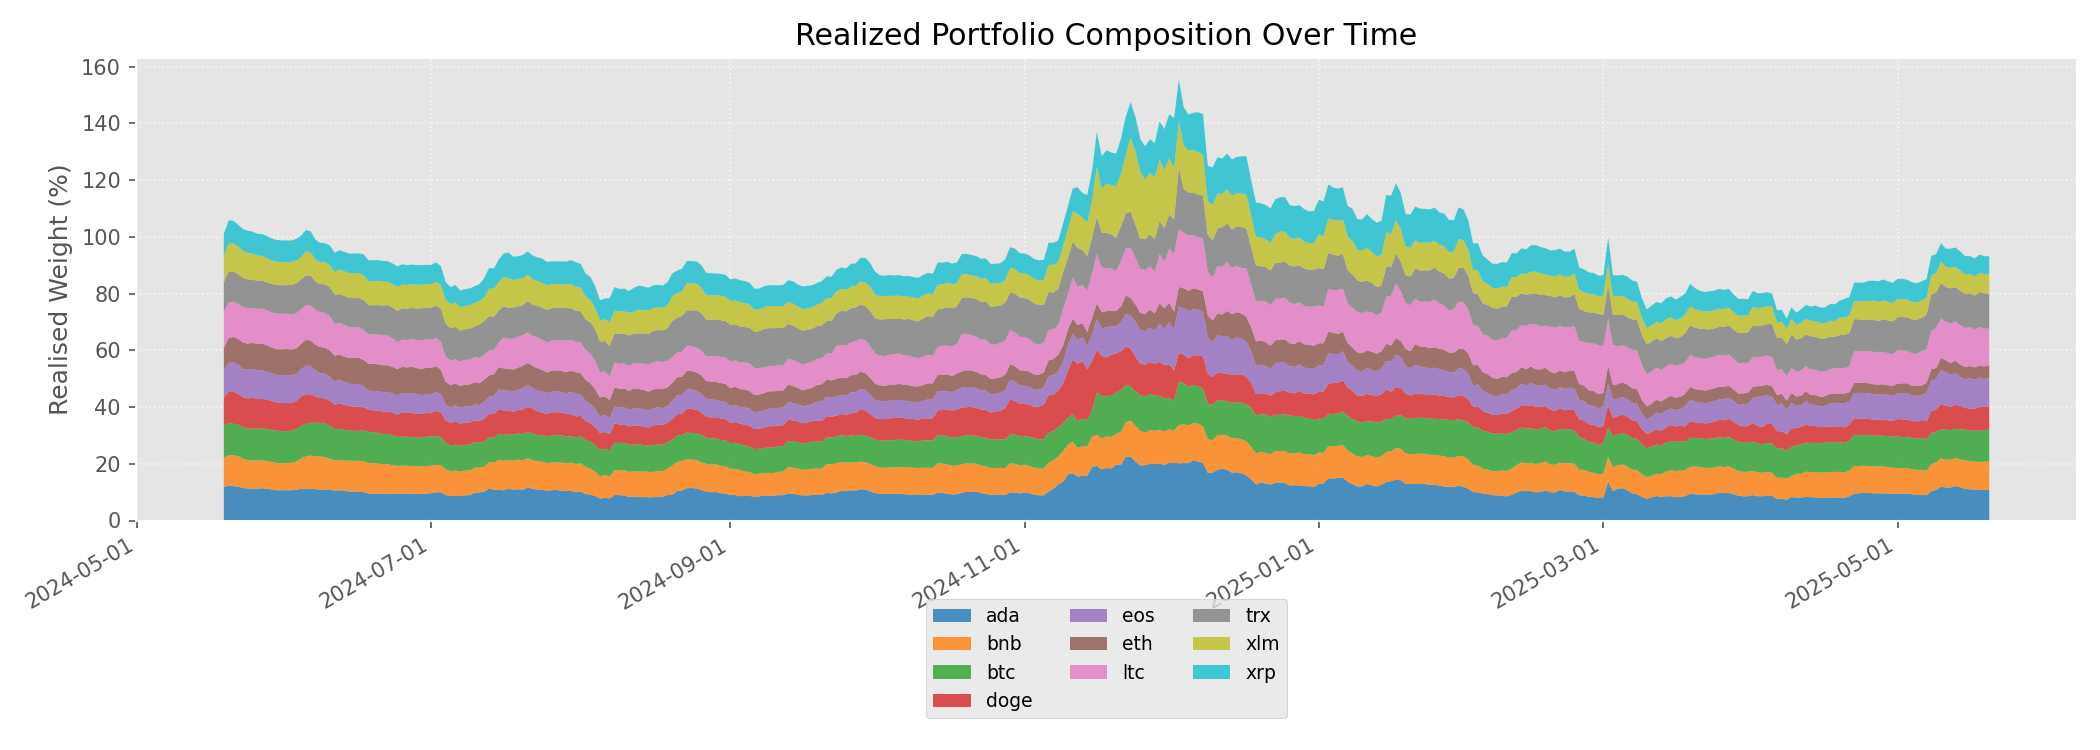 Realized Portfolio Composition Over Time
Realised Weight (%)
160
140
120
100
80
60
40
20
0
2024-05-01
2024-07-01
2024-09-01
2024-11-01
2025-01-01
2025-03-01
2025-05-01
ada
bnb
btc
doge
eos
eth
ltc
trx
xlm
xrp